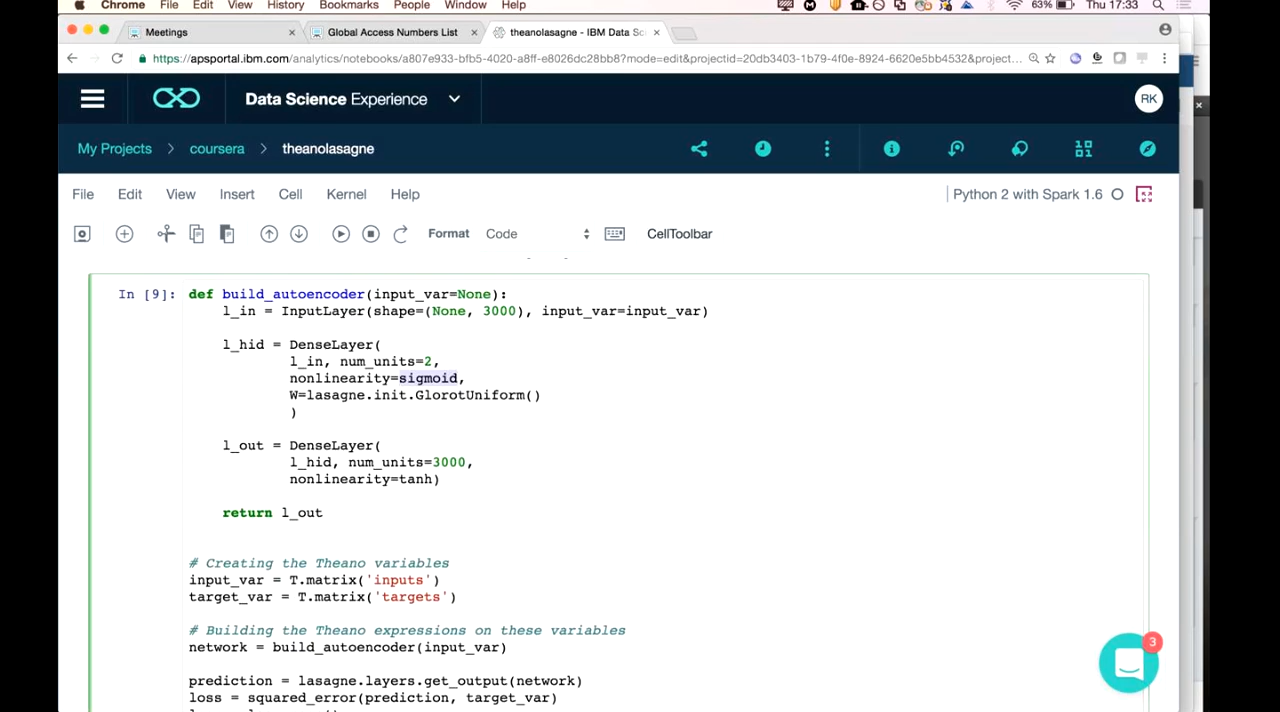 Chrome File Edit View History Bookmarks People Window Help 63% Thu 17:33
Meetings Global Access Numbers List theanolasagne - IBM Data Sc
https://apsportal.ibm.com/analytics/notebooks/a807e933-bfb5-4020-a8ff-e8026dc28bb8?mode=edit&projectid=20db3403-1b79-4f0e-8924-6620e5bb4532&project...
Data Science Experience RK
My Projects > coursera > theanolasagne
File Edit View Insert Cell Kernel Help Python 2 with Spark 1.6
Format Code CellToolbar
In [9]: def build_autoencoder(input_var=None):
l_in = InputLayer(shape=(None, 3000), input_var=input_var)
l_hid = DenseLayer(
l_in, num_units=2,
nonlinearity=sigmoid,
W=lasagne.init.GlorotUniform()
)
l_out = DenseLayer(
l_hid, num_units=3000,
nonlinearity=tanh)
return l_out
# Creating the Theano variables
input_var = T.matrix('inputs')
target_var = T.matrix('targets')
# Building the Theano expressions on these variables
network = build_autoencoder(input_var)
3
prediction = lasagne.layers.get_output(network)
loss = squared_error(prediction, target_var)